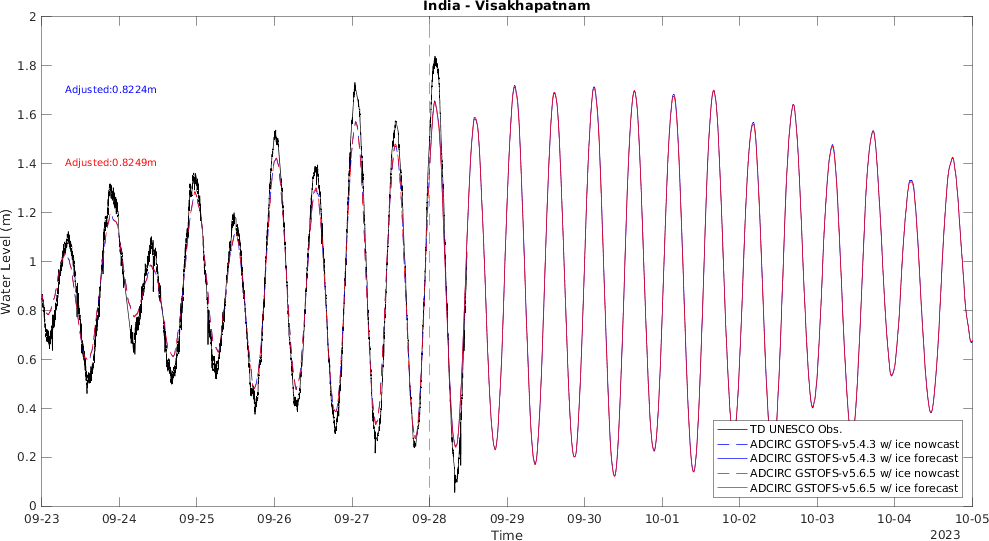 India - Visakhapatnam
2
1.8
1.6
1.4
1.2
1
0.8
0.6
0.4
0.2
0
Water Level (m)
Adjusted:0.8224m
Adjusted:0.8249m
TD UNESCO Obs.
ADCIRC GSTOFS-v5.4.3 w/ ice nowcast
ADCIRC GSTOFS-v5.4.3 w/ ice forecast
ADCIRC GSTOFS-v5.6.5 w/ ice nowcast
ADCIRC GSTOFS-v5.6.5 w/ ice forecast
09-23 09-24 09-25 09-26 09-27 09-28 09-29 09-30 10-01 10-02 10-03 10-04 10-05
Time
2023